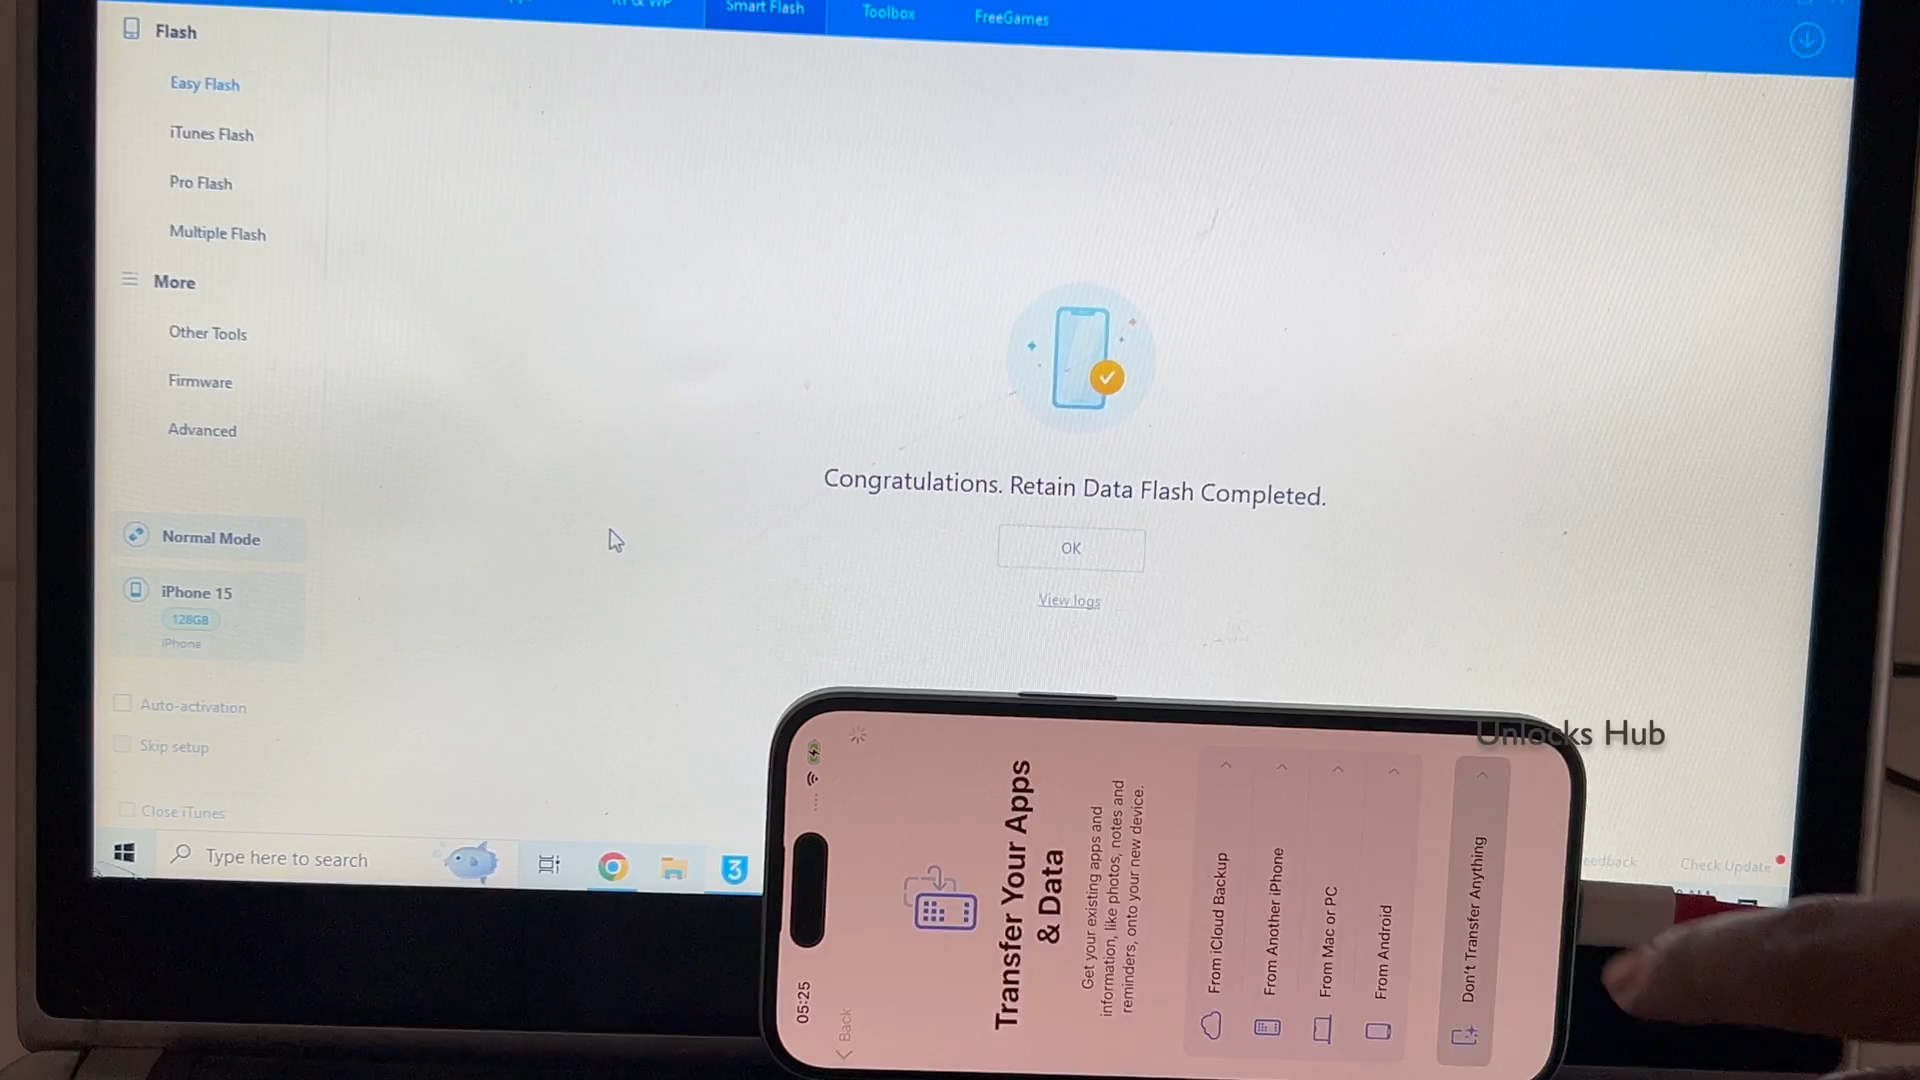 Smart Flash
Toolbox
FreeGames
Flash
Easy Flash
iTunes Flash
Pro Flash
Multiple Flash
More
Other Tools
Firmware
Advanced
Congratulations. Retain Data Flash Completed.
OK
View logs
Normal Mode
iPhone 15
128GB
iPhone
Auto-activation
Skip setup
Close iTunes
Type here to search
3
Check Update
Unlocks Hub
05:25
Back
Transfer Your Apps
& Data
Get your existing apps and
information, like photos, notes and
reminders, onto your new device.
From iCloud Backup
From Another iPhone
From Mac or PC
From Android
Don't Transfer Anything